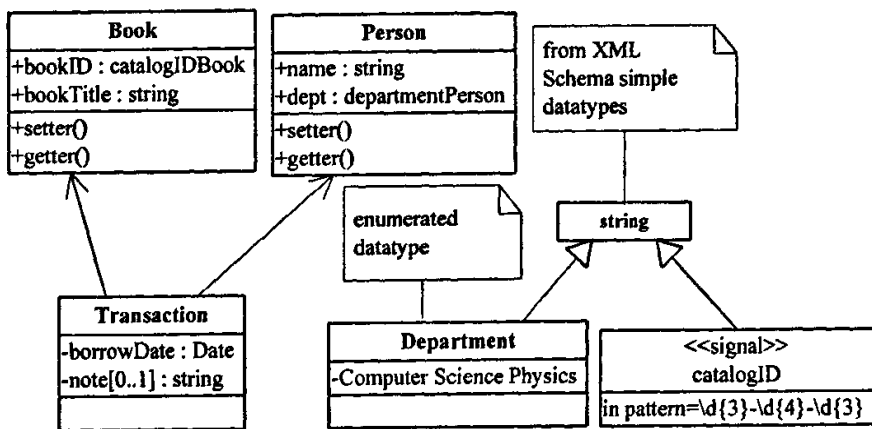 Book
+bookID : catalogIDBook
+bookTitle : string
+setter()
+getter()
Person
+name : string
+dept : departmentPerson
+setter()
+getter()
from XML
Schema simple
datatypes
enumerated
datatype
string
Transaction
-borrowDate : Date
-note[0..1] : string
Department
-Computer Science Physics
<<signal>>
catalogID
in pattern=\d{3}-\d{4}-\d{3}